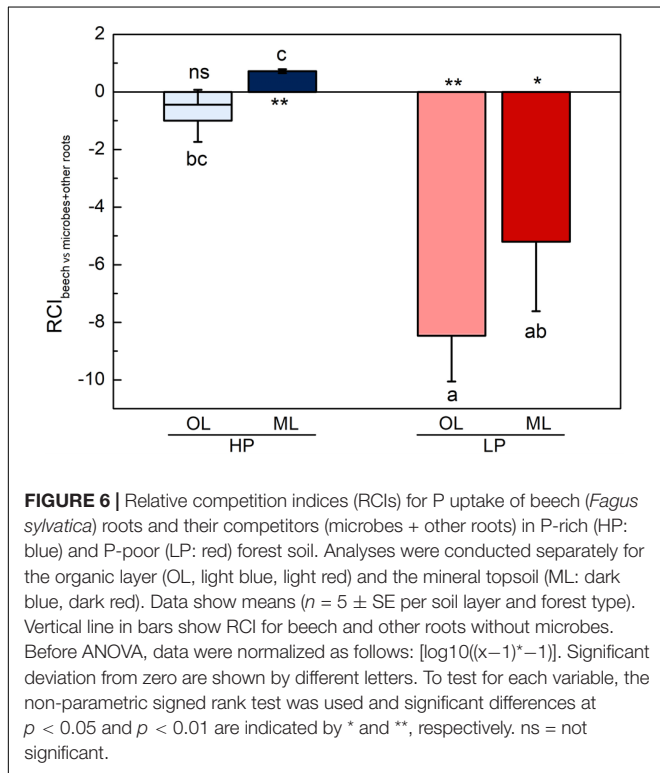 2
0
-2
-4
-6
-8
-10
RCI beech vs microbes+other roots
ns
bc
c
**
**
a
*
ab
OL
ML
OL
ML
HP
LP
FIGURE 6 | Relative competition indices (RCIs) for P uptake of beech (Fagus
sylvatica) roots and their competitors (microbes + other roots) in P-rich (HP:
blue) and P-poor (LP: red) forest soil. Analyses were conducted separately for
the organic layer (OL, light blue, light red) and the mineral topsoil (ML: dark
blue, dark red). Data show means (n = 5 ± SE per soil layer and forest type).
Vertical line in bars show RCI for beech and other roots without microbes.
Before ANOVA, data were normalized as follows: [log10((x−1)*−1)]. Significant
deviation from zero are shown by different letters. To test for each variable, the
non-parametric signed rank test was used and significant differences at
p < 0.05 and p < 0.01 are indicated by * and **, respectively. ns = not
significant.